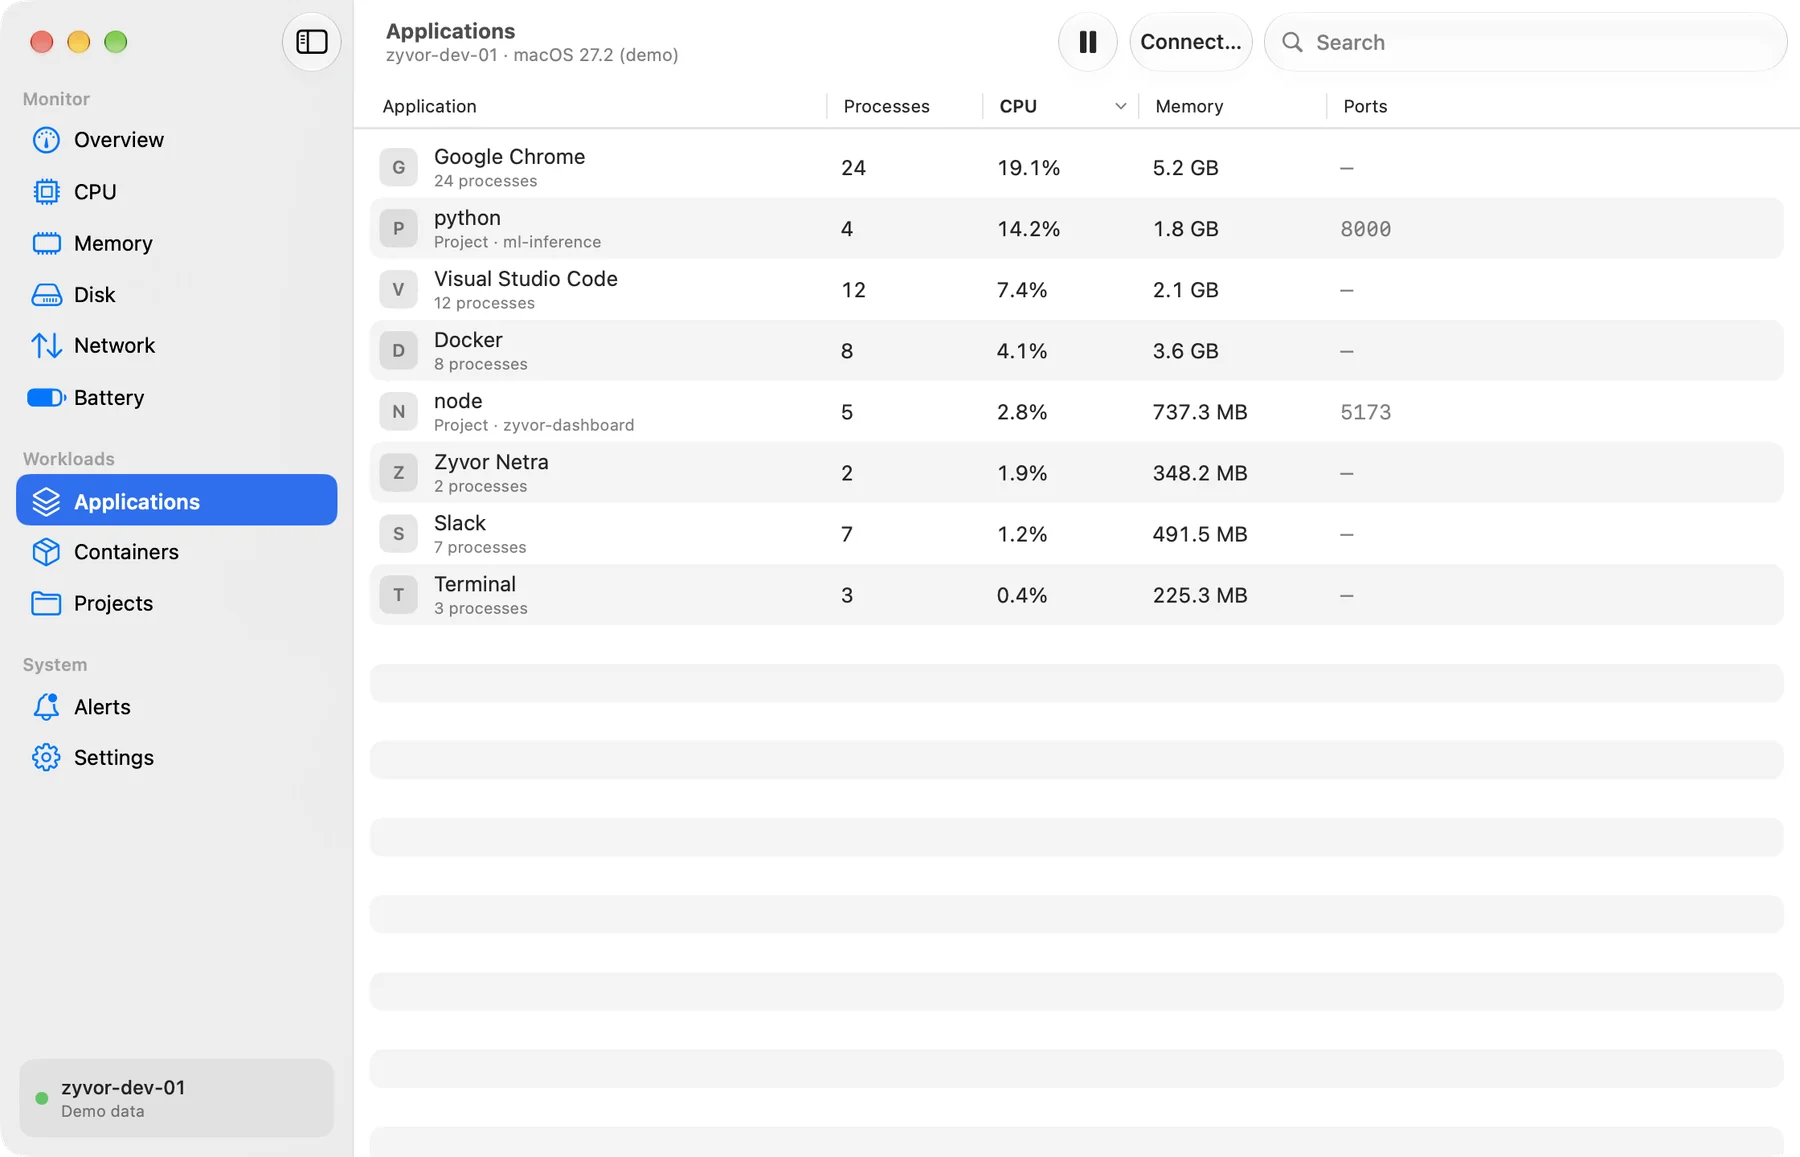 Applications
zyvor-dev-01 · macOS 27.2 (demo)
Connect...
Search
Monitor
Overview
CPU
Memory
Disk
Network
Battery
Workloads
Applications
Containers
Projects
System
Alerts
Settings
zyvor-dev-01
Demo data
Application Processes CPU Memory Ports
G Google Chrome 24 19.1% 5.2 GB –
24 processes
P python 4 14.2% 1.8 GB 8000
Project · ml-inference
V Visual Studio Code 12 7.4% 2.1 GB –
12 processes
D Docker 8 4.1% 3.6 GB –
8 processes
N node 5 2.8% 737.3 MB 5173
Project · zyvor-dashboard
Z Zyvor Netra 2 1.9% 348.2 MB –
2 processes
S Slack 7 1.2% 491.5 MB –
7 processes
T Terminal 3 0.4% 225.3 MB –
3 processes